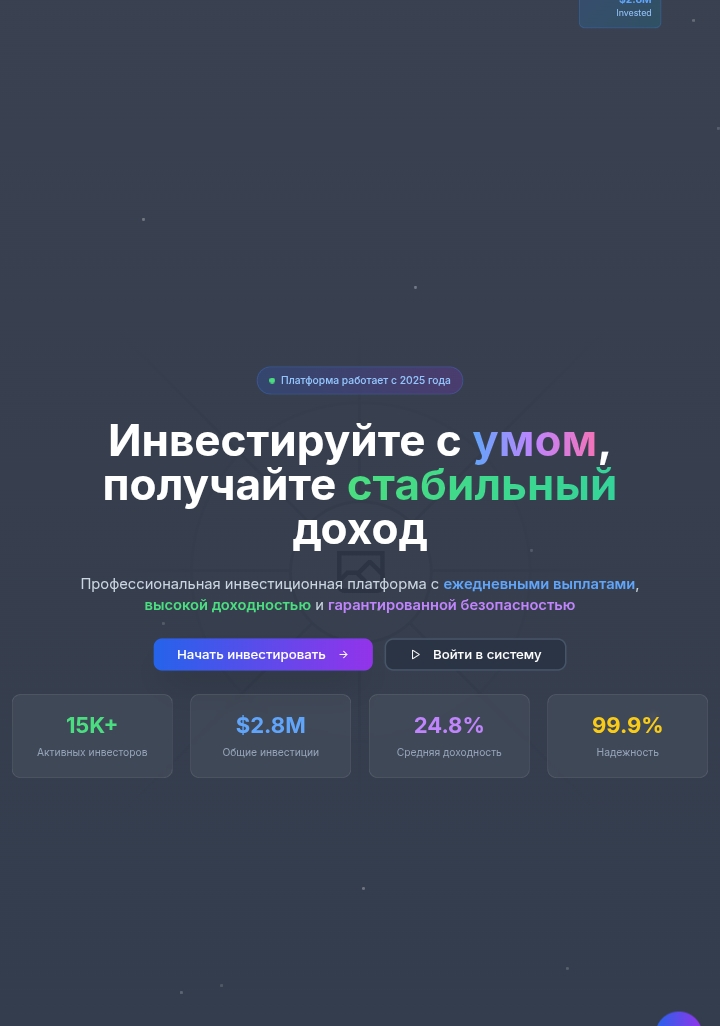 Invested
Платформа работает с 2025 года
Инвестируйте с умом,
получайте стабильный
доход
Профессиональная инвестиционная платформа с ежедневными выплатами,
высокой доходностью и гарантированной безопасностью
Начать инвестировать →
Войти в систему
15K+
Активных инвесторов
$2.8M
Общие инвестиции
24.8%
Средняя доходность
99.9%
Надежность